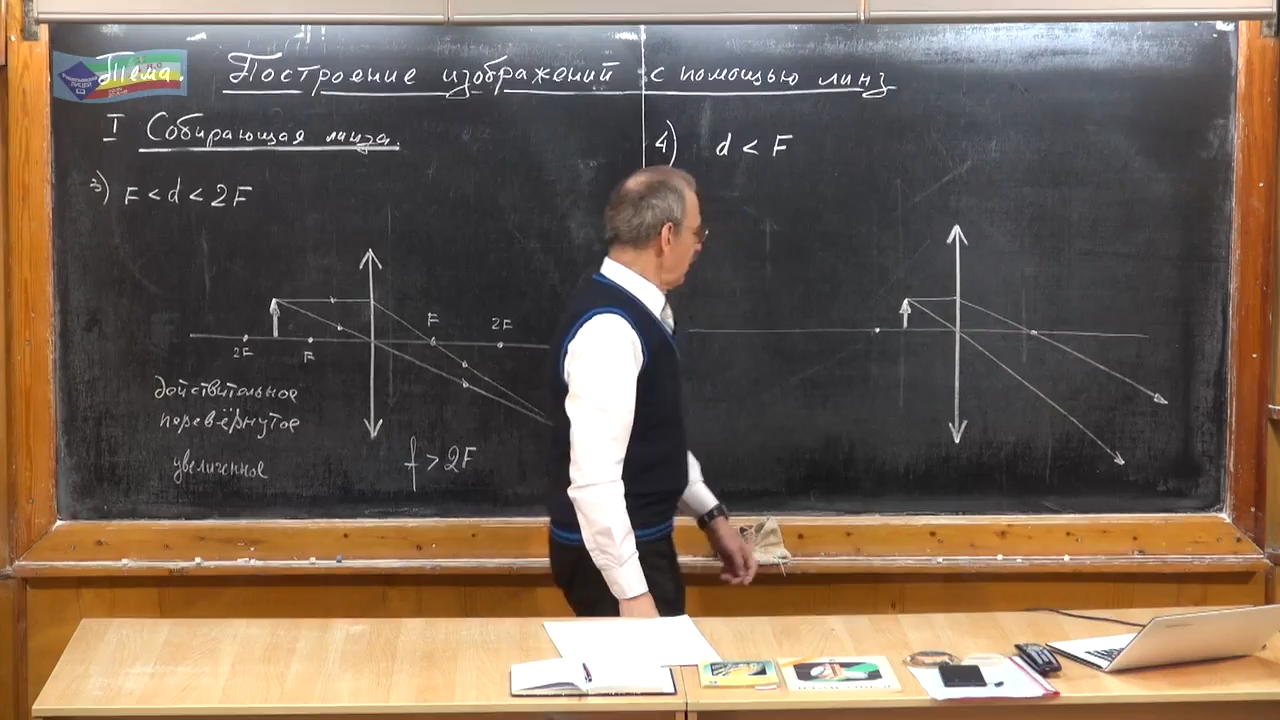 Тема. Построение изображений с помощью линз
I Собирающая линза.
3) F < d < 2F
F
2F
2F
F
действительное
перевёрнутое
увеличенное
f > 2F
4) d < F